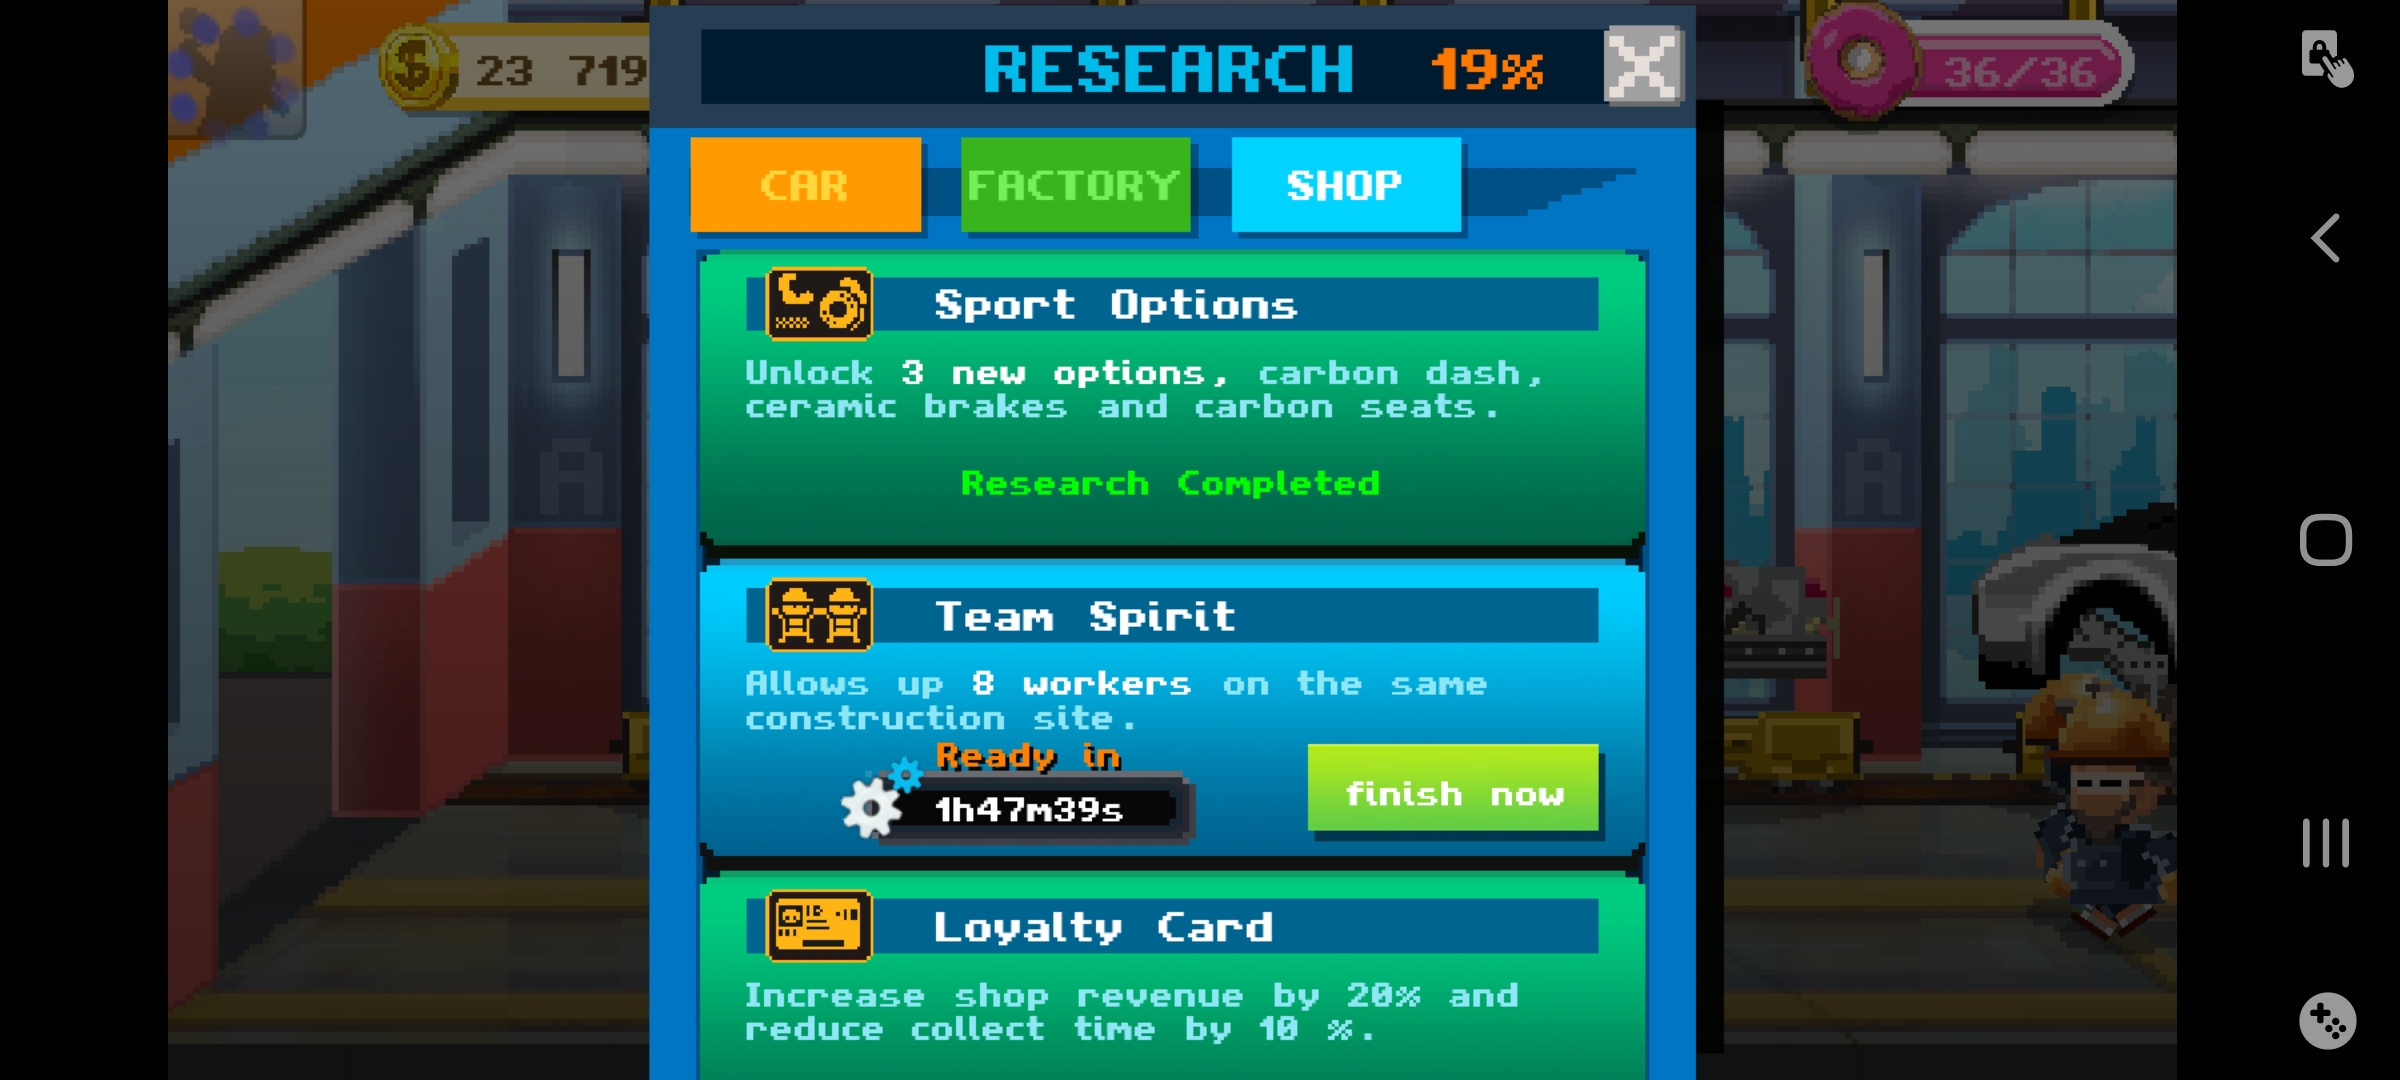 23 719
RESEARCH 19%
36/36
CAR FACTORY SHOP
Sport Options
Unlock 3 new options, carbon dash,
ceramic brakes and carbon seats.
Research Completed
A
A
Team Spirit
Allows up 8 workers on the same
construction site.
Ready in
1h47m39s
finish now
Loyalty Card
Increase shop revenue by 20% and
reduce collect time by 10 %.